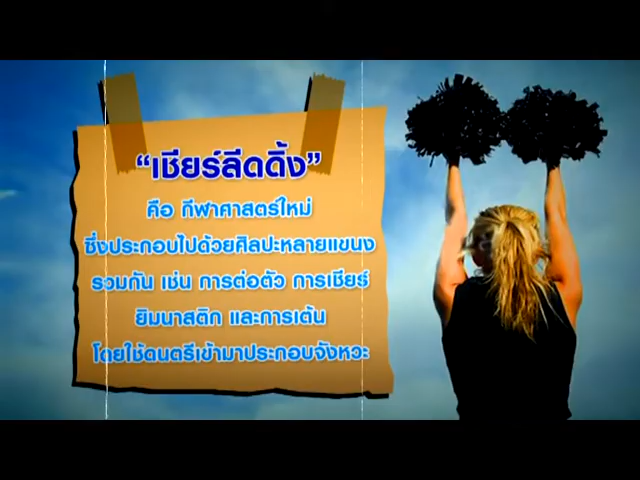 “เชียร์ลีดดิ้ง”
คือ กีฬาศาสตร์ใหม่
ซึ่งประกอบไปด้วยศิลปะหลายแขนง
รวมกัน เช่น การต่อตัว การเชียร์
ยิมนาสติก และการเต้น
โดยใช้ดนตรีเข้ามาประกอบจังหวะ